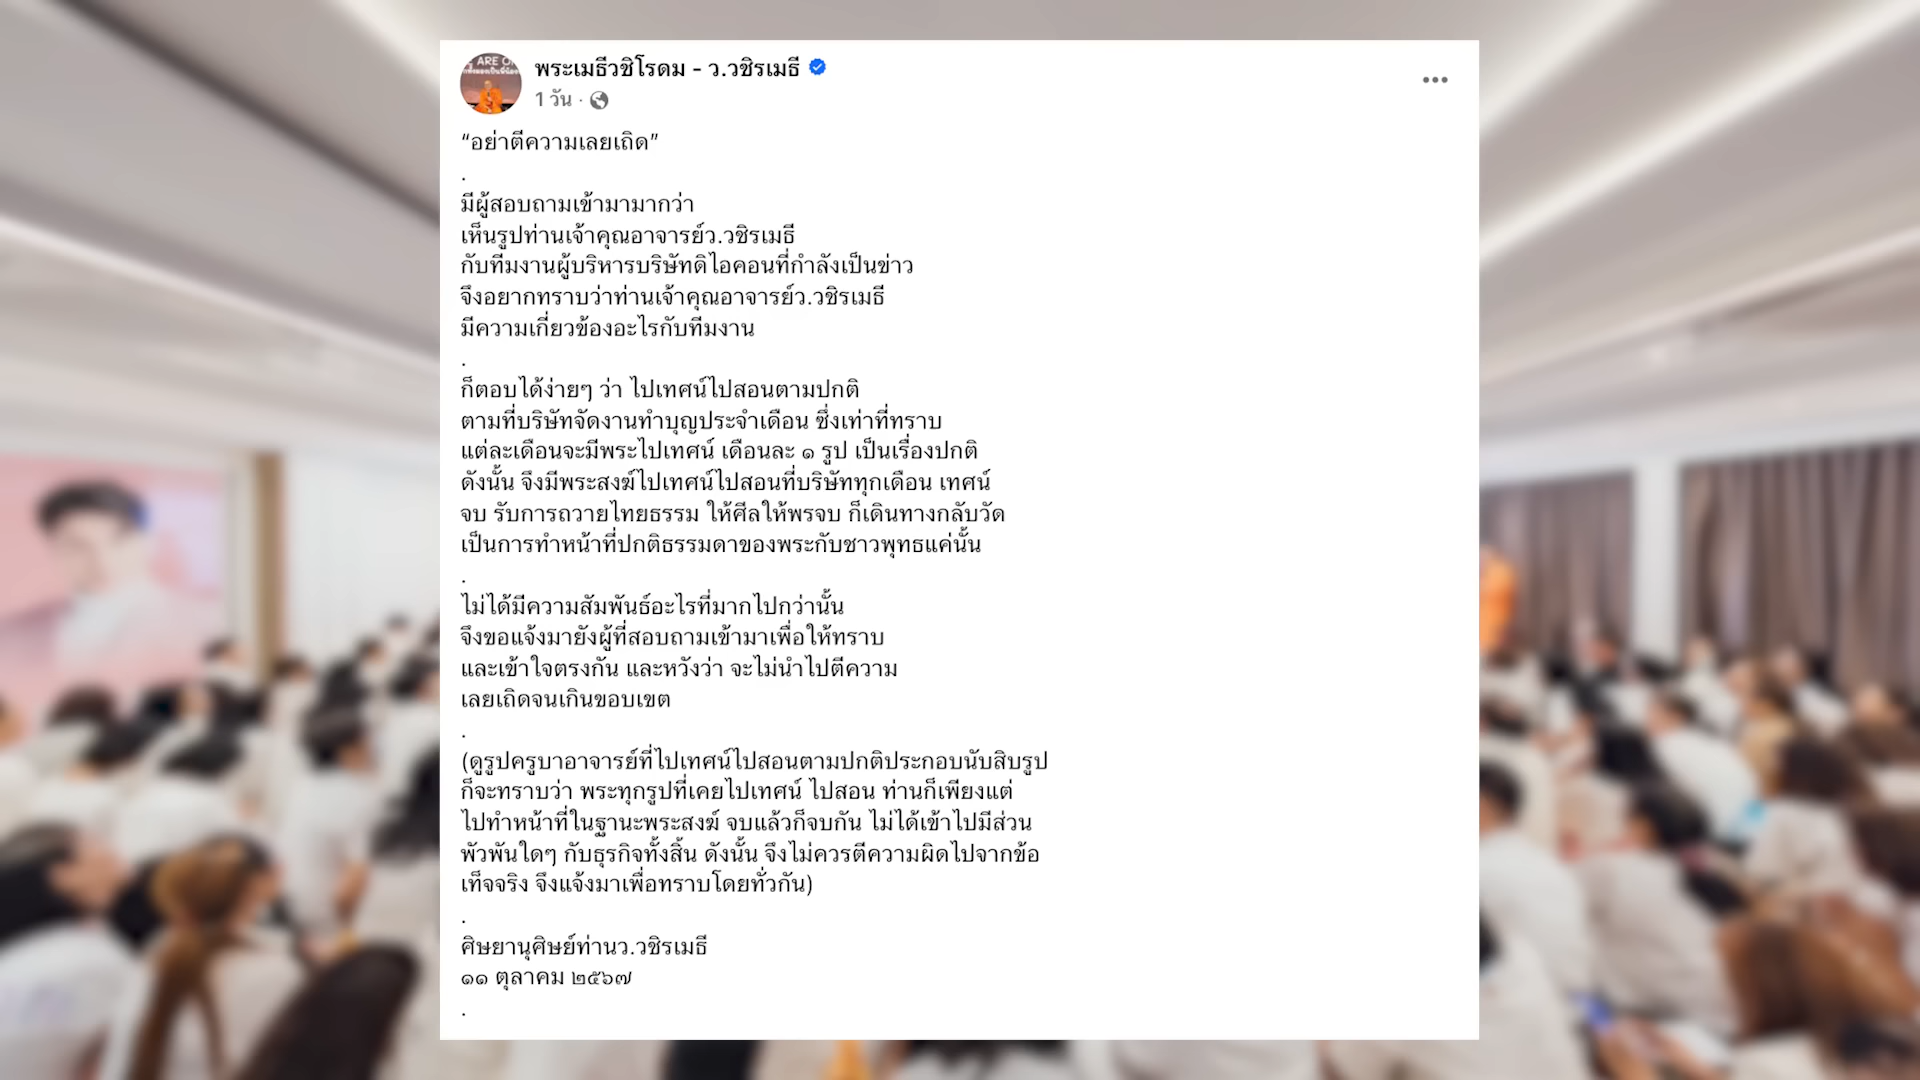 พระเมธีวชิโรดม - ว.วชิรเมธี
1 วัน ·
“อย่าตีความเลยเถิด”
.
มีผู้สอบถามเข้ามามากว่า
เห็นรูปท่านเจ้าคุณอาจารย์ว.วชิรเมธี
กับทีมงานผู้บริหารบริษัทดิไอคอนที่กำลังเป็นข่าว
จึงอยากทราบว่าท่านเจ้าคุณอาจารย์ว.วชิรเมธี
มีความเกี่ยวข้องอะไรกับทีมงาน
.
ก็ตอบได้ง่ายๆ ว่า ไปเทศน์ไปสอนตามปกติ
ตามที่บริษัทจัดงานทำบุญประจำเดือน ซึ่งเท่าที่ทราบ
แต่ละเดือนจะมีพระไปเทศน์ เดือนละ ๑ รูป เป็นเรื่องปกติ
ดังนั้น จึงมีพระสงฆ์ไปเทศน์ไปสอนที่บริษัททุกเดือน เทศน์
จบ รับการถวายไทยธรรม ให้ศีลให้พรจบ ก็เดินทางกลับวัด
เป็นการทำหน้าที่ปกติธรรมดาของพระกับชาวพุทธแค่นั้น
.
ไม่ได้มีความสัมพันธ์อะไรที่มากไปกว่านั้น
จึงขอแจ้งมายังผู้ที่สอบถามเข้ามาเพื่อให้ทราบ
และเข้าใจตรงกัน และหวังว่า จะไม่นำไปตีความ
เลยเถิดจนเกินขอบเขต
.
(ดูรูปครูบาอาจารย์ที่ไปเทศน์ไปสอนตามปกติประกอบนับสิบรูป
ก็จะทราบว่า พระทุกรูปที่เคยไปเทศน์ ไปสอน ท่านก็เพียงแต่
ไปทำหน้าที่ในฐานะพระสงฆ์ จบแล้วก็จบกัน ไม่ได้เข้าไปมีส่วน
พัวพันใดๆ กับธุรกิจทั้งสิ้น ดังนั้น จึงไม่ควรตีความผิดไปจากข้อ
เท็จจริง จึงแจ้งมาเพื่อทราบโดยทั่วกัน)
.
ศิษยานุศิษย์ท่านว.วชิรเมธี
๑๑ ตุลาคม ๒๕๖๗
.